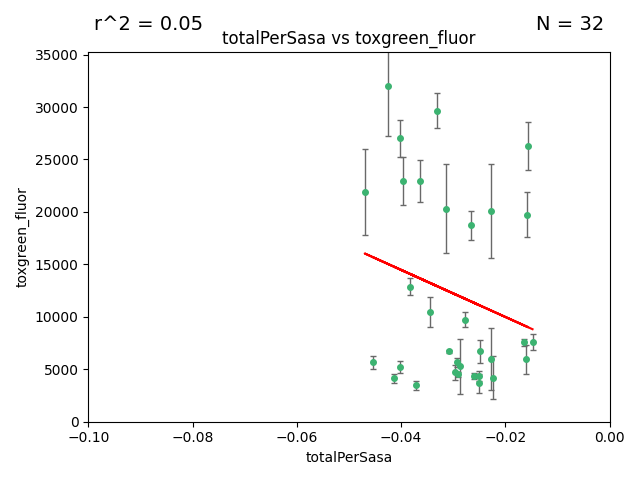 r^2 = 0.05
N = 32
totalPerSasa vs toxgreen_fluor
35000
30000
25000
20000
15000
10000
5000
0
toxgreen_fluor
−0.10
−0.08
−0.06
−0.04
−0.02
0.00
totalPerSasa